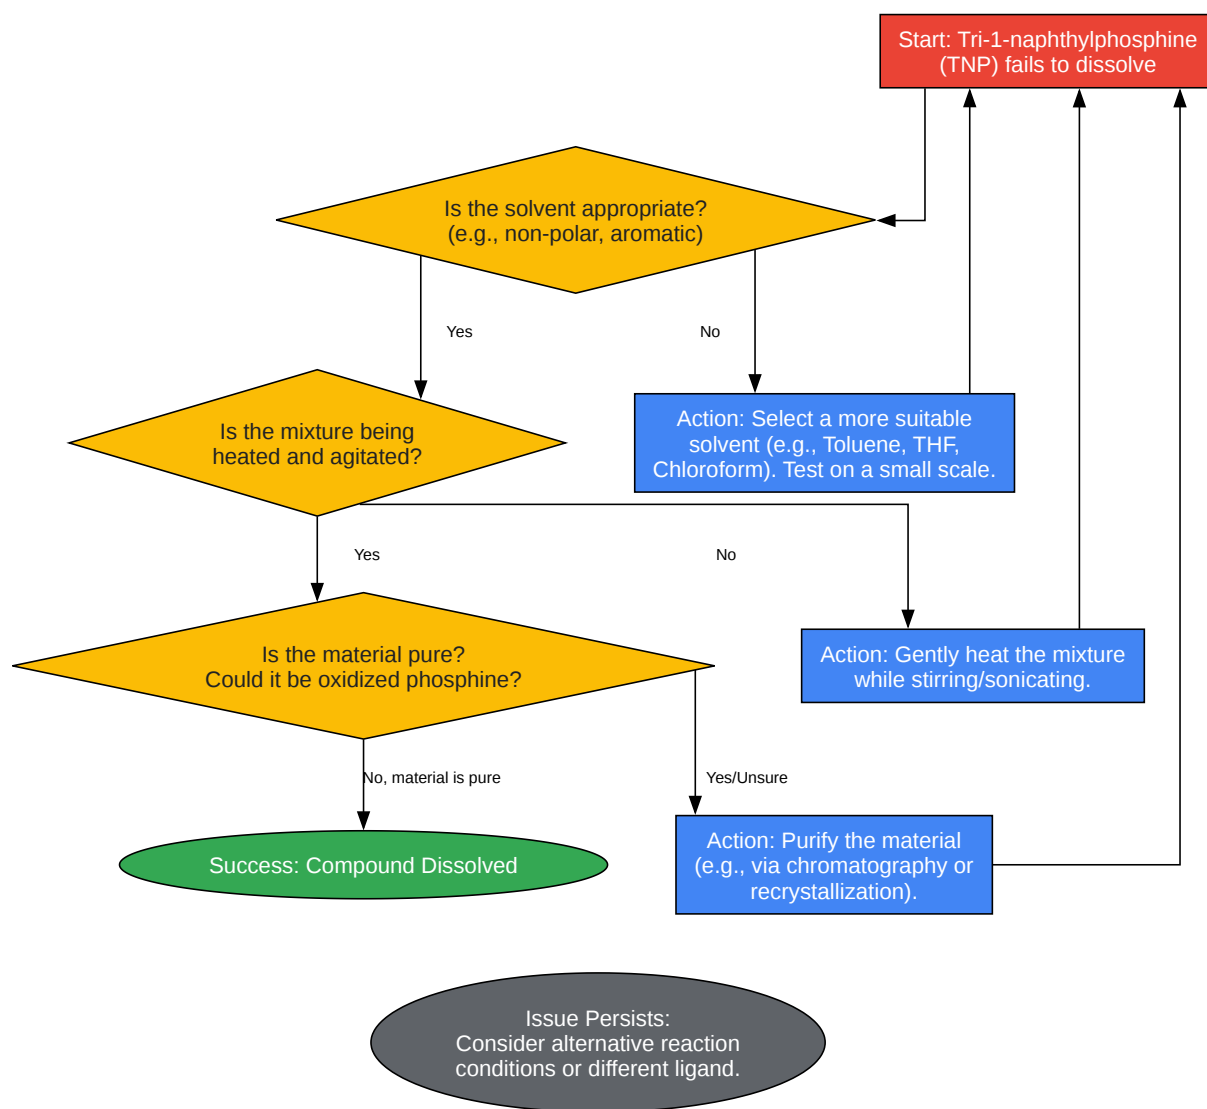 Start: Tri-1-naphthylphosphine
(TNP) fails to dissolve
Is the solvent appropriate?
(e.g., non-polar, aromatic)
Yes
No
Is the mixture being
heated and agitated?
Action: Select a more suitable
solvent (e.g., Toluene, THF,
Chloroform). Test on a small scale.
Yes
No
Is the material pure?
Could it be oxidized phosphine?
Action: Gently heat the mixture
while stirring/sonicating.
No, material is pure
Yes/Unsure
Success: Compound Dissolved
Action: Purify the material
(e.g., via chromatography or
recrystallization).
Issue Persists:
Consider alternative reaction
conditions or different ligand.